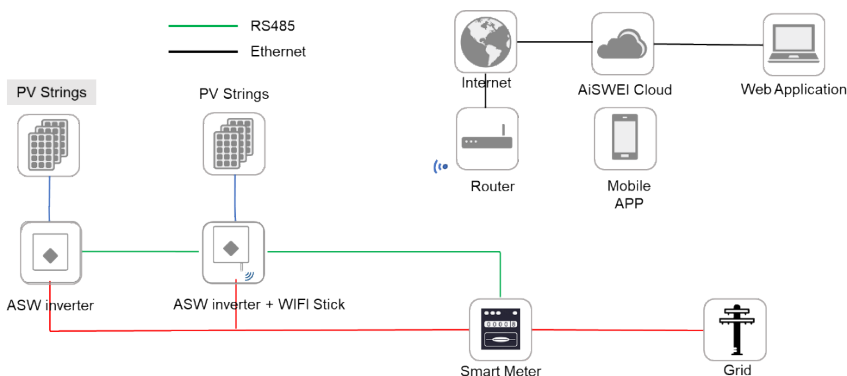 RS485
Ethernet
PV Strings
PV Strings
Internet
AiSWEI Cloud
Web Application
Router
Mobile
APP
ASW inverter
ASW inverter + WIFI Stick
00008
Smart Meter
Grid